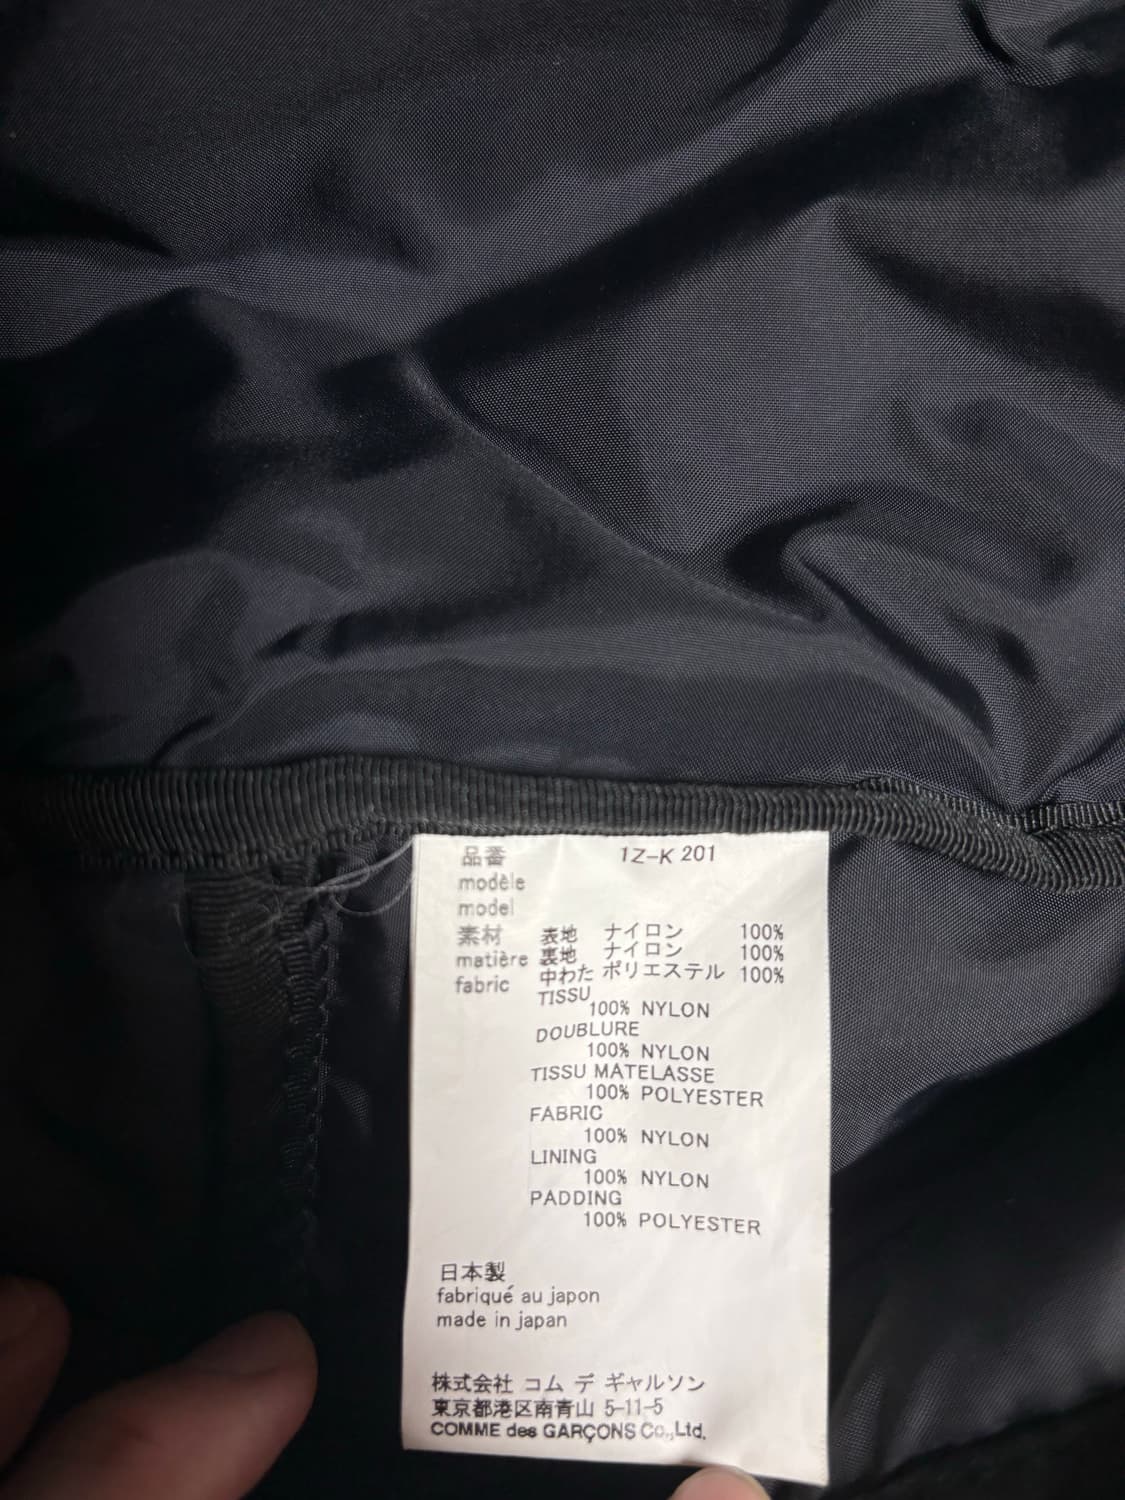 品番 1Z-K 201
modèle
model
素材 表地 ナイロン 100%
matière 裏地 ナイロン 100%
fabric 中わた ポリエステル 100%
TISSU
100% NYLON
DOUBLURE
100% NYLON
TISSU MATELASSE
100% POLYESTER
FABRIC
100% NYLON
LINING
100% NYLON
PADDING
100% POLYESTER
日本製
fabriqué au japon
made in japan
株式会社 コム デ ギャルソン
東京都港区南青山 5-11-5
COMME des GARÇONS Co.,Ltd.